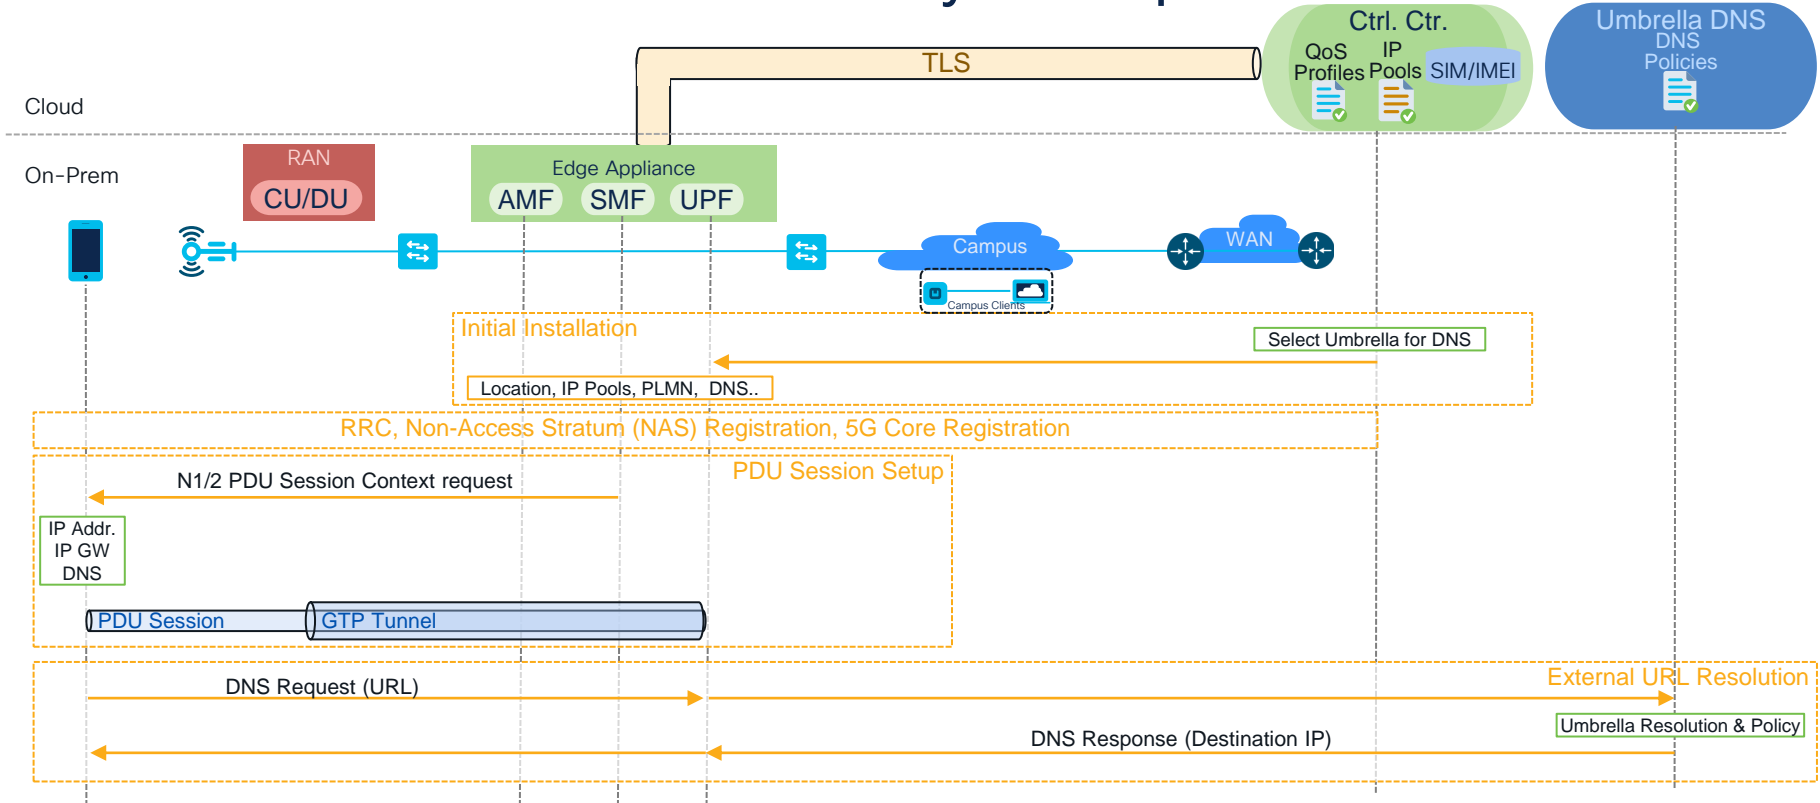 Ctrl. Ctr.
QoS
Profiles
IP
Pools
SIM/IMEI
Umbrella DNS
DNS
Policies
TLS
Cloud
On-Prem
RAN
CU/DU
Edge Appliance
AMF
SMF
UPF
Campus
WAN
Campus Clients
Initial Installation
Select Umbrella for DNS
Location, IP Pools, PLMN, DNS..
RRC, Non-Access Stratum (NAS) Registration, 5G Core Registration
PDU Session Setup
N1/2 PDU Session Context request
IP Addr.
IP GW
DNS
PDU Session
GTP Tunnel
External URL Resolution
DNS Request (URL)
Umbrella Resolution & Policy
DNS Response (Destination IP)